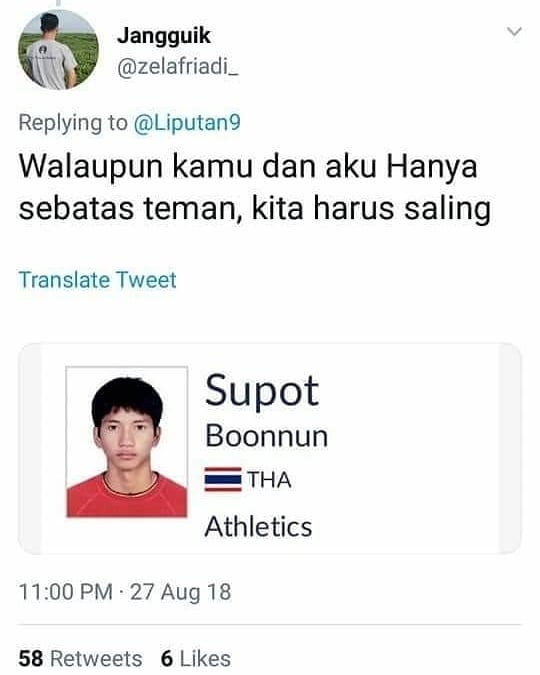 Jangguik
@zelafriadi_
Replying to @Liputan9
Walaupun kamu dan aku Hanya
sebatas teman, kita harus saling
Translate Tweet
Supot
Boonnun
THA
Athletics
11:00 PM · 27 Aug 18
58 Retweets 6 Likes